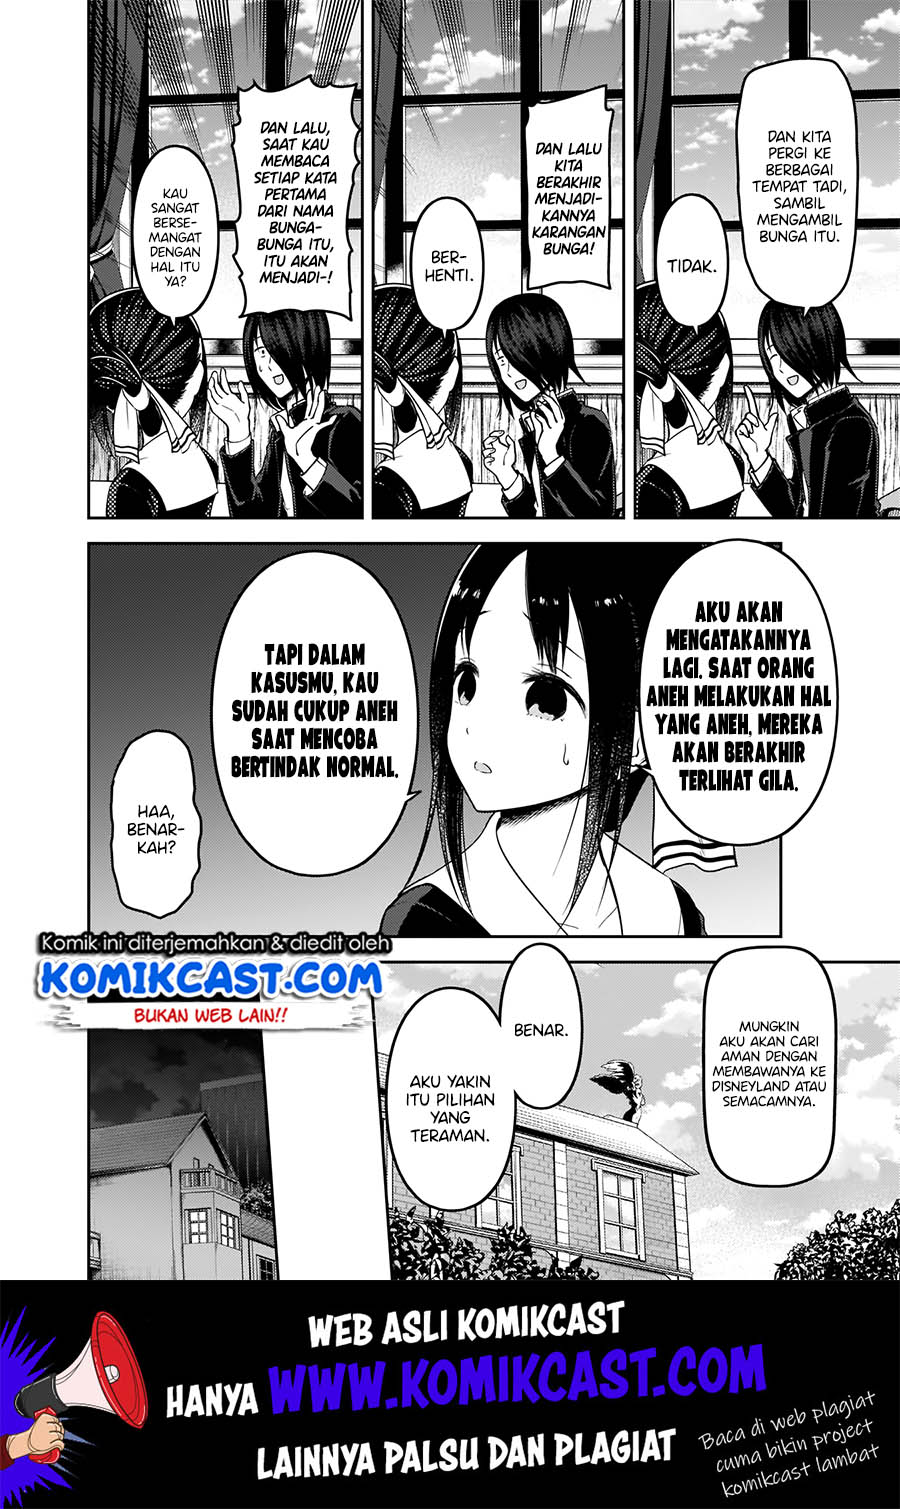 DAN KITA
PERGI KE
BERBAGAI
TEMPAT TADI,
SAMBIL
MENGAMBIL
BUNGA ITU.
TIDAK.
DAN LALU
KITA
BERAKHIR
MENJADI-
KANNYA
KARANGAN
BUNGA!
BER-
HENTI.
DAN LALU,
SAAT KAU
MEMBACA
SETIAP KATA
PERTAMA
DARI NAMA
BUNGA-
BUNGA ITU,
ITU AKAN
MENJADI-!
KAU
SANGAT
BERSE-
MANGAT
DENGAN
HAL ITU
YA?
AKU AKAN
MENGATAKANNYA
LAGI. SAAT ORANG
ANEH MELAKUKAN HAL
YANG ANEH, MEREKA
AKAN BERAKHIR
TERLIHAT GILA.
TAPI DALAM
KASUSMU, KAU
SUDAH CUKUP ANEH
SAAT MENCOBA
BERTINDAK NORMAL.
HAA,
BENAR-
KAH?
Komik ini diterjemahkan & diedit oleh
KOMIKCAST.COM
BUKAN WEB LAIN!!
MUNGKIN
AKU AKAN CARI
AMAN DENGAN
MEMBAWANYA KE
DISNEYLAND ATAU
SEMACAMNYA.
BENAR.
AKU YAKIN
ITU PILIHAN
YANG
TERAMAN.
WEB ASLI KOMIKCAST
HANYA WWW.KOMIKCAST.COM
LAINNYA PALSU DAN PLAGIAT
Baca di web plagiat
cuma bikin project
komikcast lambat